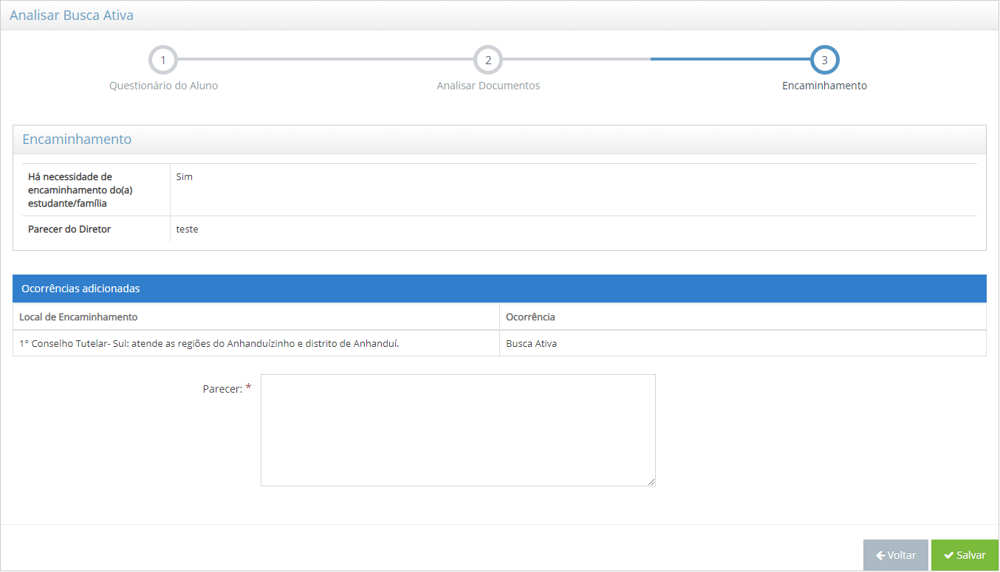 Analisar Busca Ativa
1
2
3
Questionário do Aluno
Analisar Documentos
Encaminhamento
Encaminhamento
Há necessidade de
encaminhamento do(a)
estudante/família
Sim
Parecer do Diretor
teste
Ocorrências adicionadas
Local de Encaminhamento
Ocorrência
1° Conselho Tutelar- Sul: atende as regiões do Anhanduízinho e distrito de Anhanduí.
Busca Ativa
Parecer: *
Voltar
Salvar